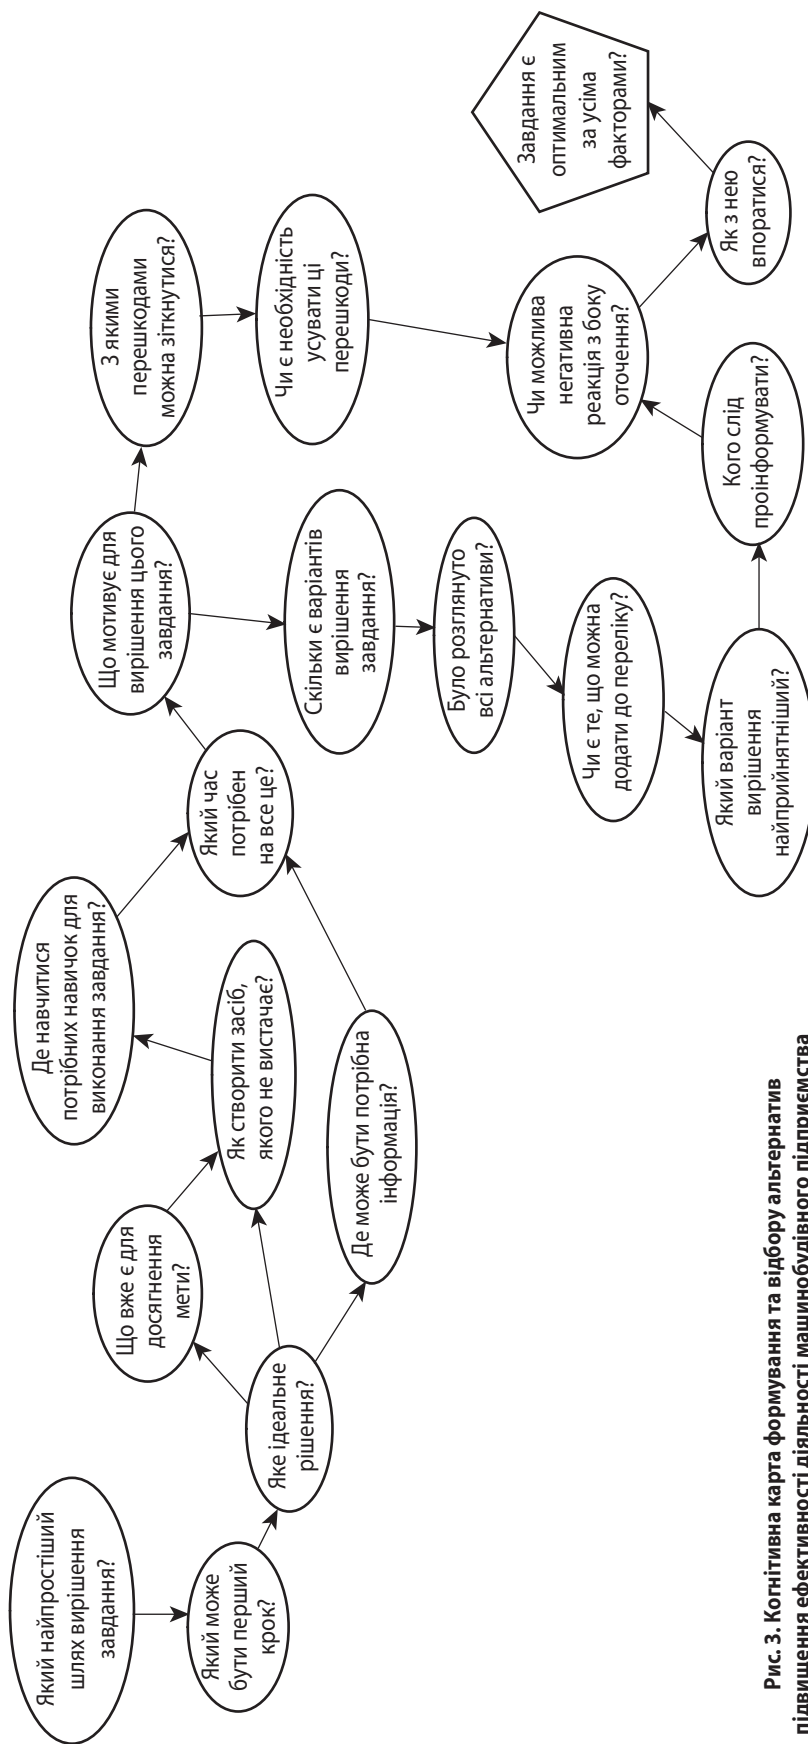 Який найпростіший
шлях вирішення
завдання?
Який може
бути перший
крок?
Яке ідеальне
рішення?
Що вже є для
досягнення
мети?
Як створити засіб,
якого не вистачає?
Де може бути потрібна
інформація?
Де навчитися
потрібних навичок для
виконання завдання?
Який час
потрібен
на все це?
Що мотивує для
вирішення цього
завдання?
З якими
перешкодами
можна зіткнутися?
Чи є необхідність
усувати ці
перешкоди?
Скільки є варіантів
вирішення
завдання?
Було розглянуто
всі альтернативи?
Чи є те, що можна
додати до переліку?
Який варіант
вирішення
найприйнятніший?
Кого слід
проінформувати?
Чи можлива
негативна
реакція з боку
оточення?
Як з нею
впоратися?
Завдання є
оптимальним
за усіма
факторами?
Рис. 3. Когнітивна карта формування та відбору альтернатив
підвищення ефективності діяльності машинобудівного підприємства